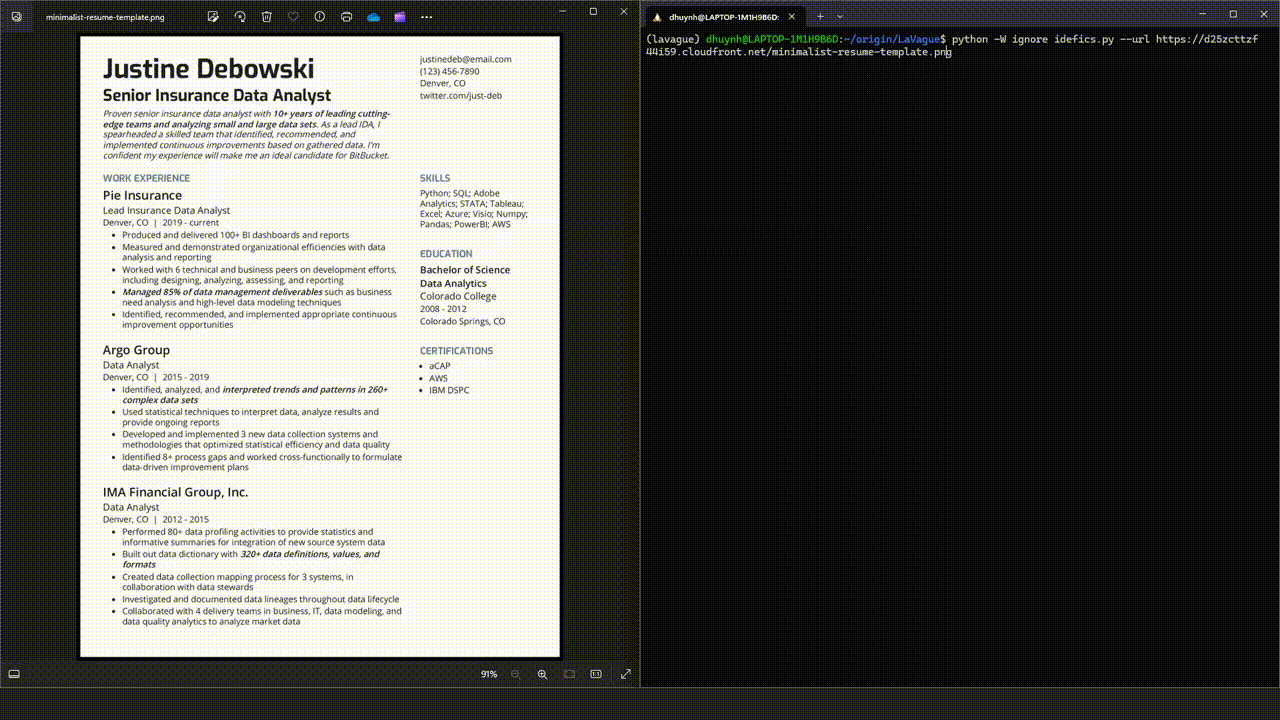 minimalist-resume-template.png
Justine Debowski
Senior Insurance Data Analyst
Proven senior insurance data analyst with 10+ years of leading cutting-
edge teams and analyzing small and large data sets. As a lead IDA, I
spearheaded a skilled team that identified, recommended, and
implemented continuous improvements based on gathered data. I'm
confident my experience will make me an ideal candidate for BitBucket.
justinedeb@email.com
(123) 456-7890
Denver, CO
twitter.com/just-deb
WORK EXPERIENCE
Pie Insurance
Lead Insurance Data Analyst
Denver, CO | 2019 - current
• Produced and delivered 100+ BI dashboards and reports
• Measured and demonstrated organizational efficiencies with data
analysis and reporting
• Worked with 6 technical and business peers on development efforts,
including designing, analyzing, assessing, and reporting
• Managed 85% of data management deliverables such as business
need analysis and high-level data modeling techniques
• Identified, recommended, and implemented appropriate continuous
improvement opportunities
Argo Group
Data Analyst
Denver, CO | 2015 - 2019
• Identified, analyzed, and interpreted trends and patterns in 260+
complex data sets
• Used statistical techniques to interpret data, analyze results and
provide ongoing reports
• Developed and implemented 3 new data collection systems and
methodologies that optimized statistical efficiency and data quality
• Identified 8+ process gaps and worked cross-functionally to formulate
data-driven improvement plans
IMA Financial Group, Inc.
Data Analyst
Denver, CO | 2012 - 2015
• Performed 80+ data profiling activities to provide statistics and
informative summaries for integration of new source system data
• Built out data dictionary with 320+ data definitions, values, and
formats
• Created data collection mapping process for 3 systems, in
collaboration with data stewards
• Investigated and documented data lineages throughout data lifecycle
• Collaborated with 4 delivery teams in business, IT, data modeling, and
data quality analytics to analyze market data
SKILLS
Python; SQL; Adobe
Analytics; STATA; Tableau;
Excel; Azure; Visio; Numpy;
Pandas; PowerBI; AWS
EDUCATION
Bachelor of Science
Data Analytics
Colorado College
2008 - 2012
Colorado Springs, CO
CERTIFICATIONS
• aCAP
• AWS
• IBM DSPC
91%
1:1
dhuynh@LAPTOP-1M1H9B6D:
(lavague) dhuynh@LAPTOP-1M1H9B6D:~/origin/LaVague$ python -W ignore idefics.py --url https://d25zcttzf
44i59.cloudfront.net/minimalist-resume-template.png